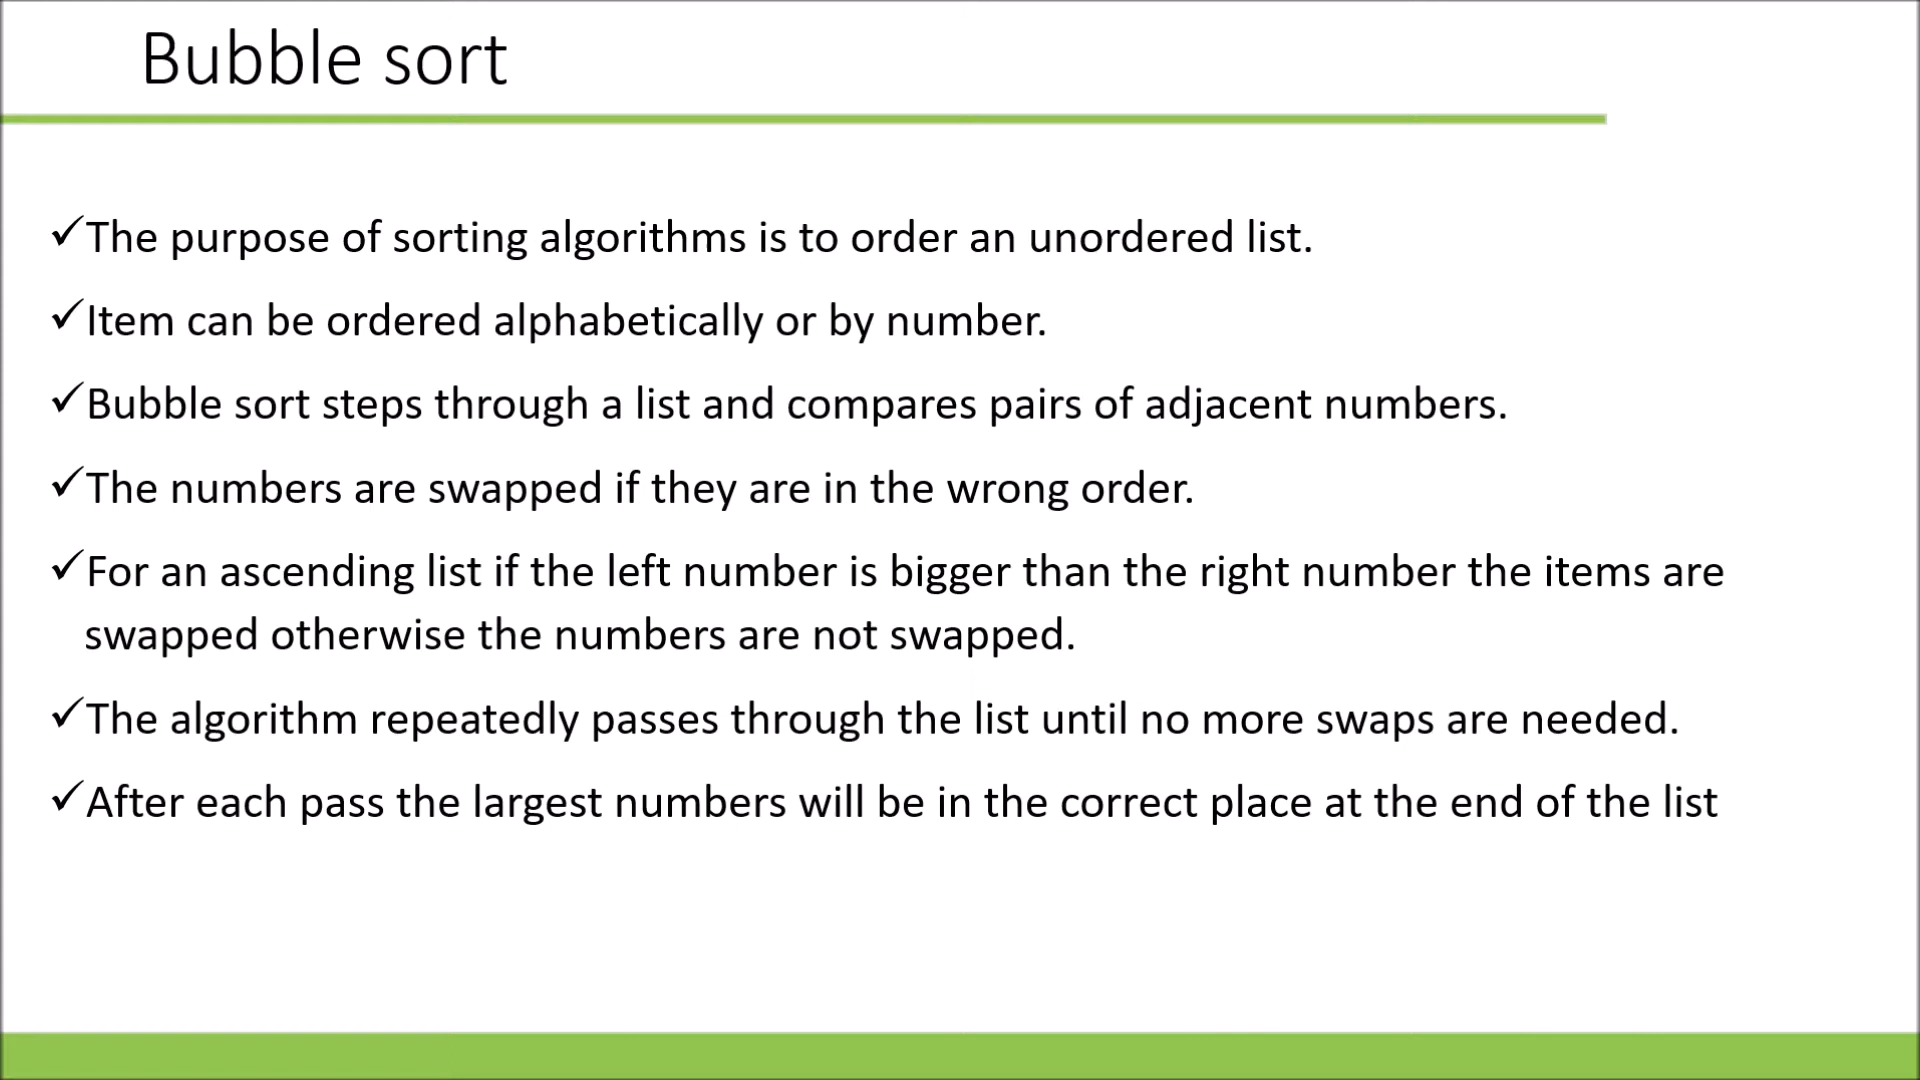 Bubble sort
✓The purpose of sorting algorithms is to order an unordered list.
✓Item can be ordered alphabetically or by number.
✓Bubble sort steps through a list and compares pairs of adjacent numbers.
✓The numbers are swapped if they are in the wrong order.
✓For an ascending list if the left number is bigger than the right number the items are
swapped otherwise the numbers are not swapped.
✓The algorithm repeatedly passes through the list until no more swaps are needed.
✓After each pass the largest numbers will be in the correct place at the end of the list